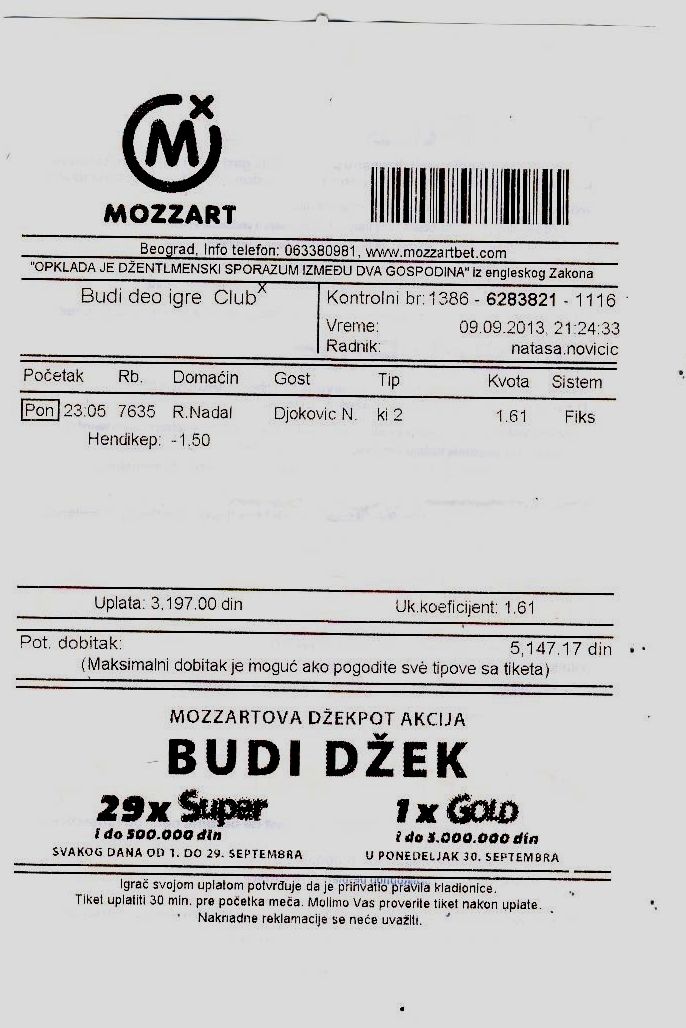 MX
MOZZART
Beograd, Info telefon: 063380981, www.mozzartbet.com
"OPKLADA JE DŽENTLMENSKI SPORAZUM IZMEĐU DVA GOSPODINA" iz engleskog Zakona
Budi deo igre Clubˣ
Kontrolni br: 1386 - 6283821 - 1116
Vreme: 09.09.2013, 21:24:33
Radnik: natasa.novicic
Početak Rb. Domaćin Gost Tip Kvota Sistem
Pon 23:05 7635 R.Nadal Djokovic N. ki 2 1.61 Fiks
Hendikep: -1.50
Uplata: 3,197.00 din Uk.koeficijent: 1.61
Pot. dobitak: 5,147.17 din
(Maksimalni dobitak je moguć ako pogodite sve tipove sa tiketa)
MOZZARTOVA DŽEKPOT AKCIJA
BUDI DŽEK
29x Super 1x GOLD
i do 500.000 din i do 3.000.000 din
SVAKOG DANA OD 1. DO 29. SEPTEMBRA U PONEDELJAK 30. SEPTEMBRA
Igrač svojom uplatom potvrđuje da je prihvatio pravila kladionice.
Tiket uplatiti 30 min. pre početka meča. Molimo Vas proverite tiket nakon uplate.
Naknadne reklamacije se neće uvažiti.